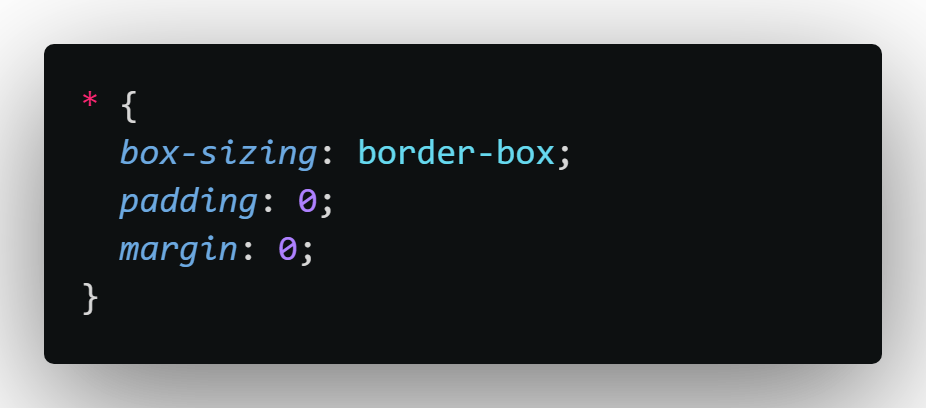 * {
  box-sizing: border-box;
  padding: 0;
  margin: 0;
}